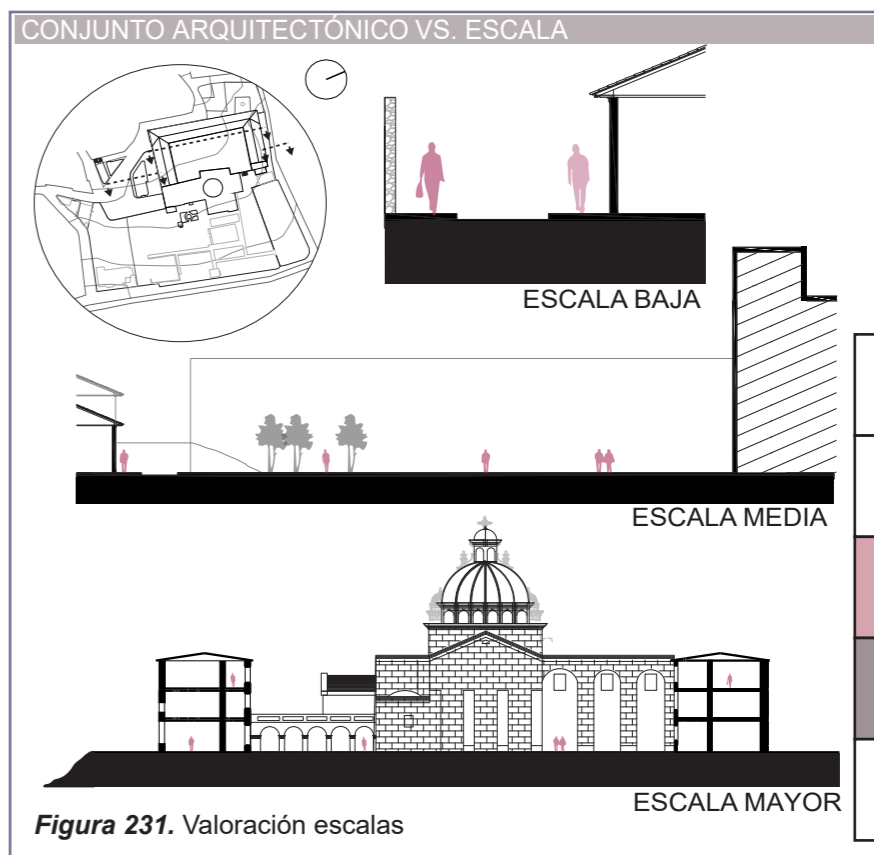 CONJUNTO ARQUITECTÓNICO VS. ESCALA
ESCALA BAJA
ESCALA MEDIA
ESCALA MAYOR
Figura 231. Valoración escalas